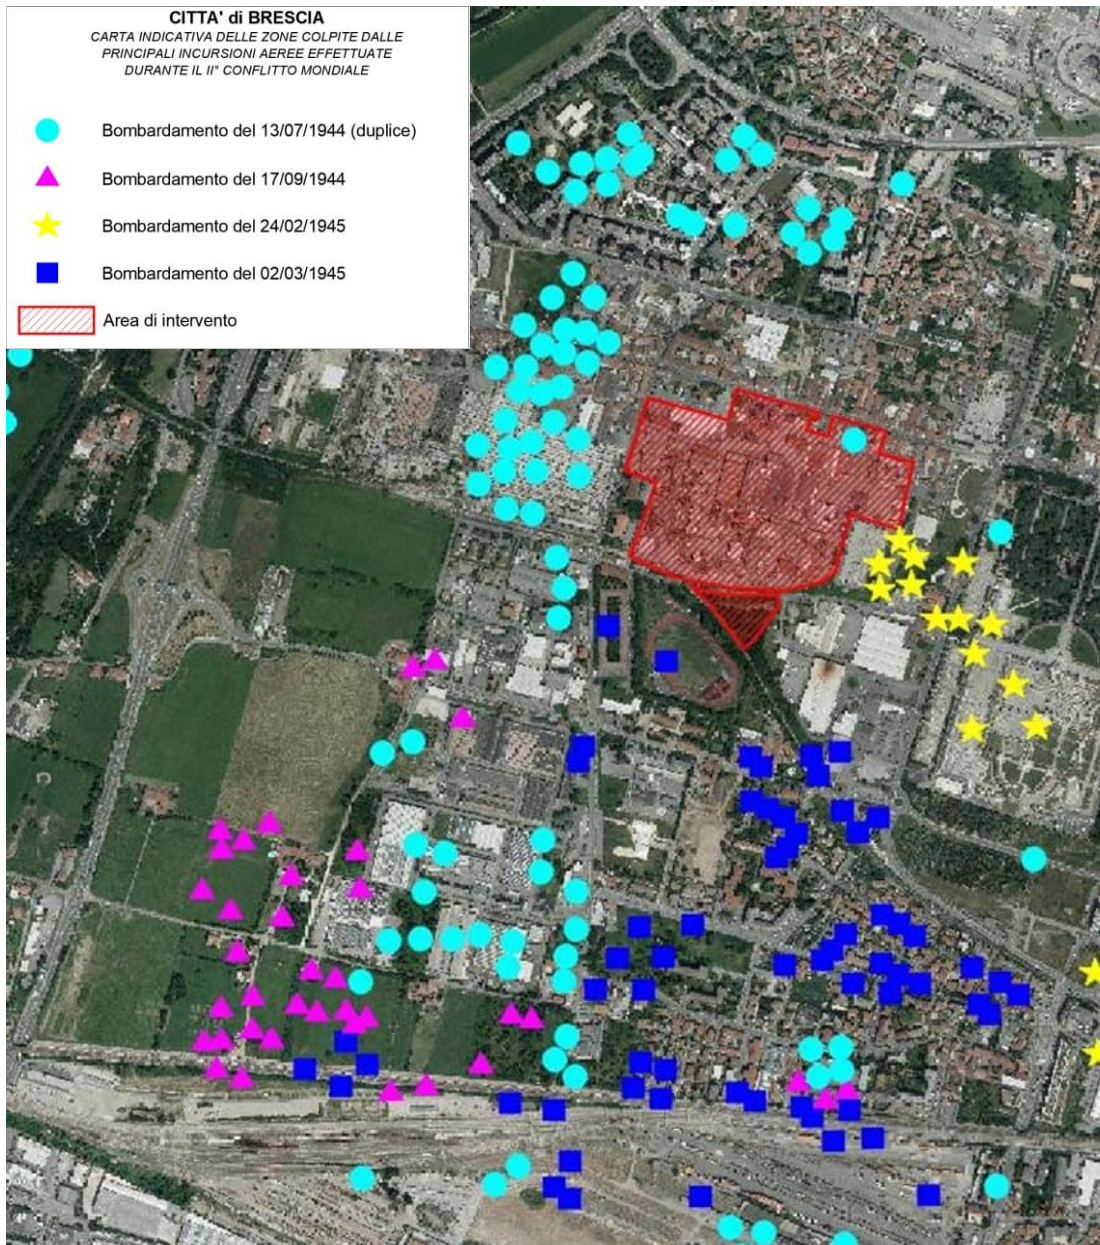 CITTA' di BRESCIA
CARTA INDICATIVA DELLE ZONE COLPITE DALLE
PRINCIPALI INCURSIONI AEREE EFFETTUATE
DURANTE IL II° CONFLITTO MONDIALE
Bombardamento del 13/07/1944 (duplice)
Bombardamento del 17/09/1944
Bombardamento del 24/02/1945
Bombardamento del 02/03/1945
Area di intervento